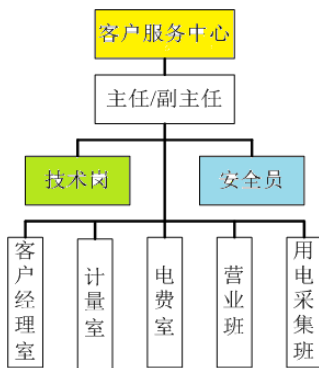 客户服务中心
主任/副主任
技术岗
安全员
客户经理室
计量室
电费室
营业班
用电采集班